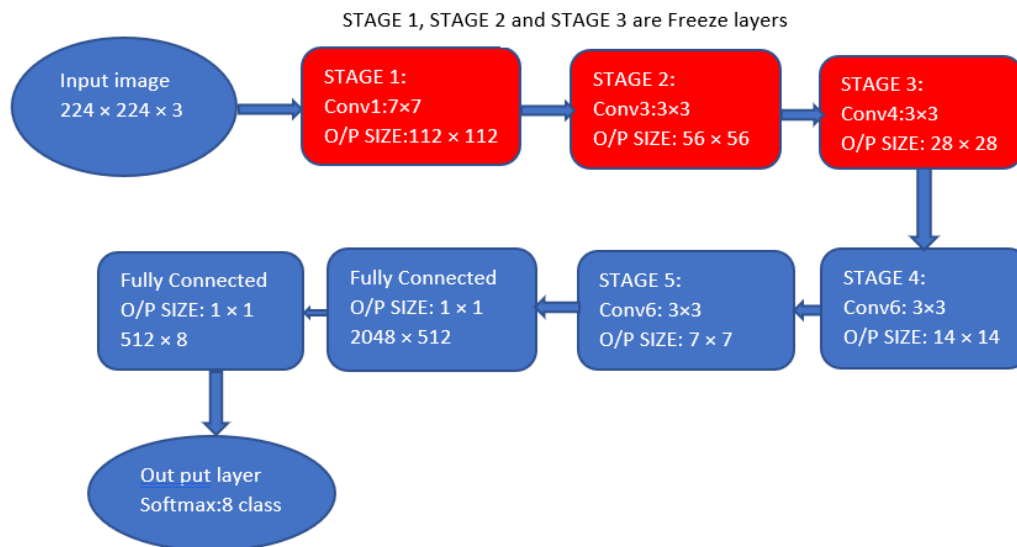 STAGE 1, STAGE 2 and STAGE 3 are Freeze layers
Input image
224 × 224 × 3
STAGE 1:
Conv1:7×7
O/P SIZE:112 × 112
STAGE 2:
Conv3:3×3
O/P SIZE: 56 × 56
STAGE 3:
Conv4:3×3
O/P SIZE: 28 × 28
STAGE 4:
Conv6: 3×3
O/P SIZE: 14 × 14
STAGE 5:
Conv6: 3×3
O/P SIZE: 7 × 7
Fully Connected
O/P SIZE: 1 × 1
2048 × 512
Fully Connected
O/P SIZE: 1 × 1
512 × 8
Out put layer
Softmax:8 class